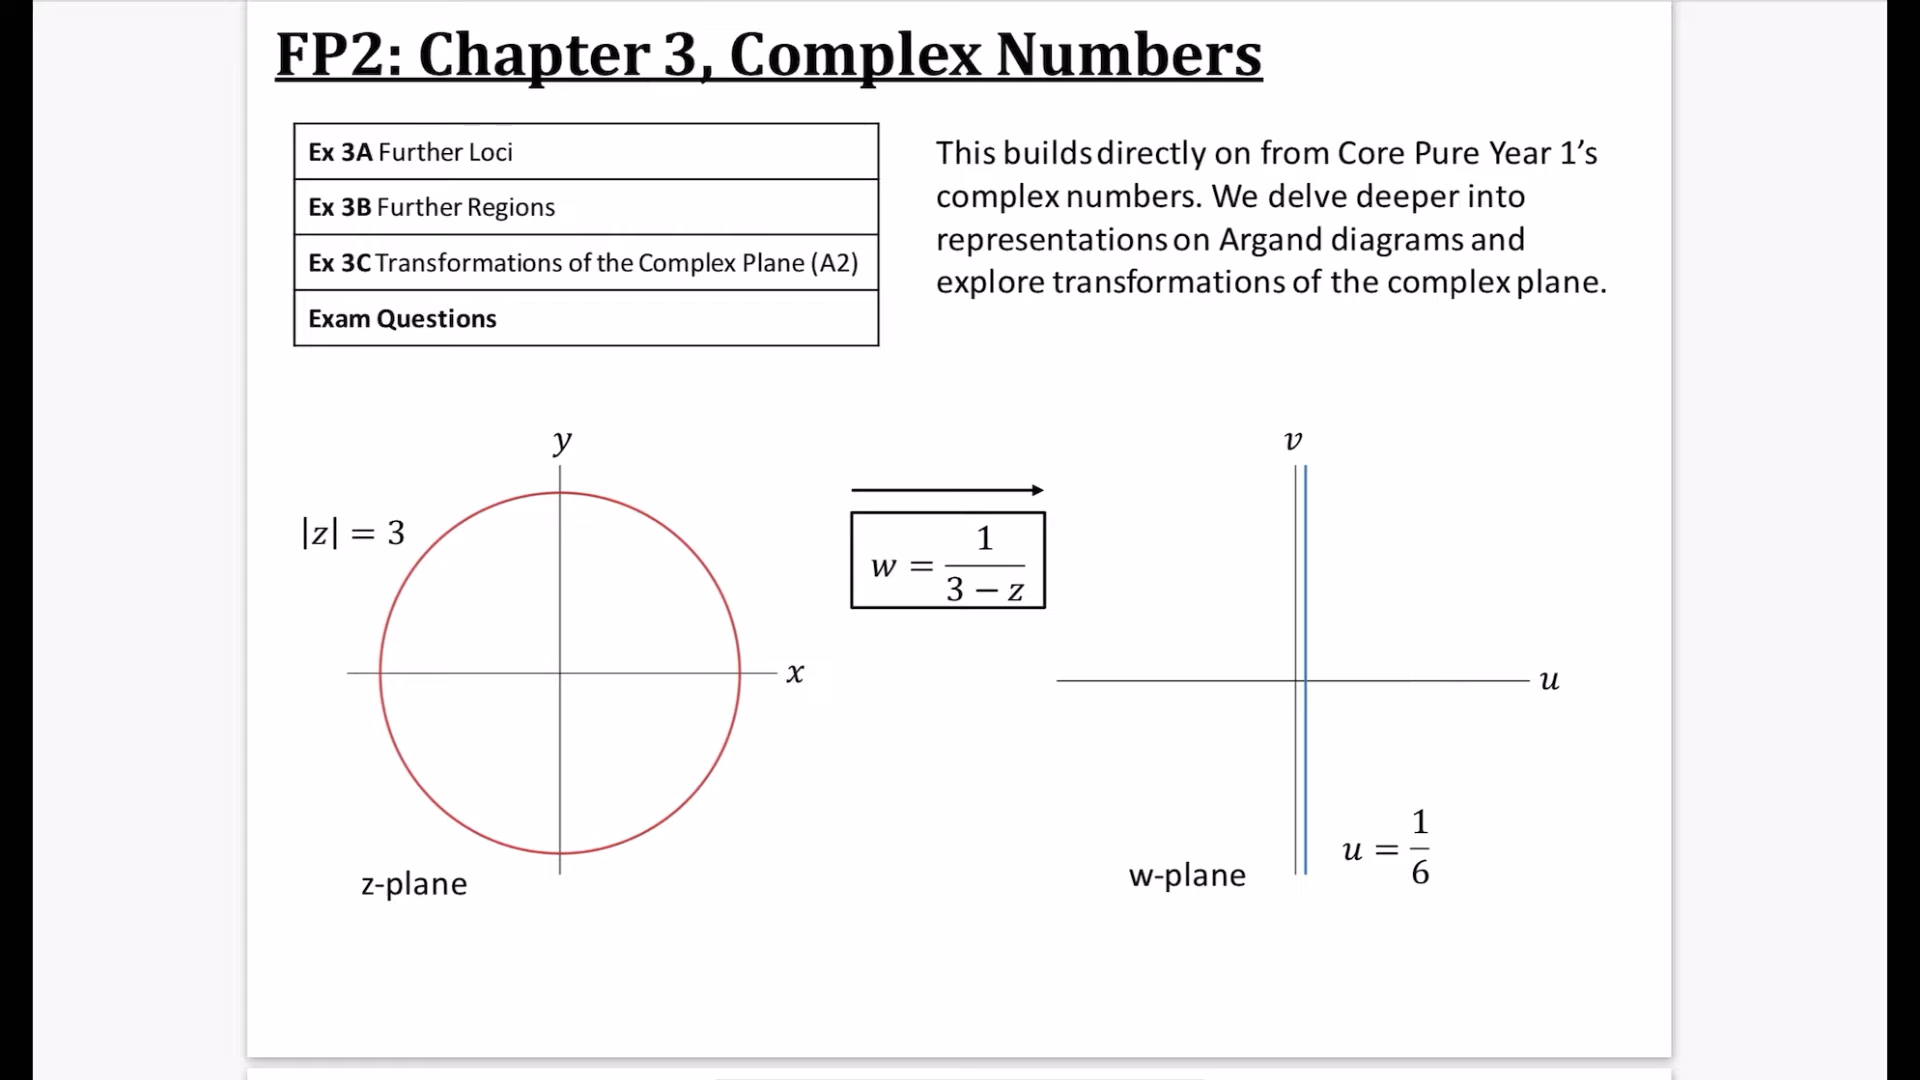 FP2: Chapter 3, Complex Numbers
Ex 3A Further Loci
Ex 3B Further Regions
Ex 3C Transformations of the Complex Plane (A2)
Exam Questions
This builds directly on from Core Pure Year 1’s
complex numbers. We delve deeper into
representations on Argand diagrams and
explore transformations of the complex plane.
y
|z| = 3
x
z-plane
w = 1/(3 − z)
v
u
w-plane
u = 1/6